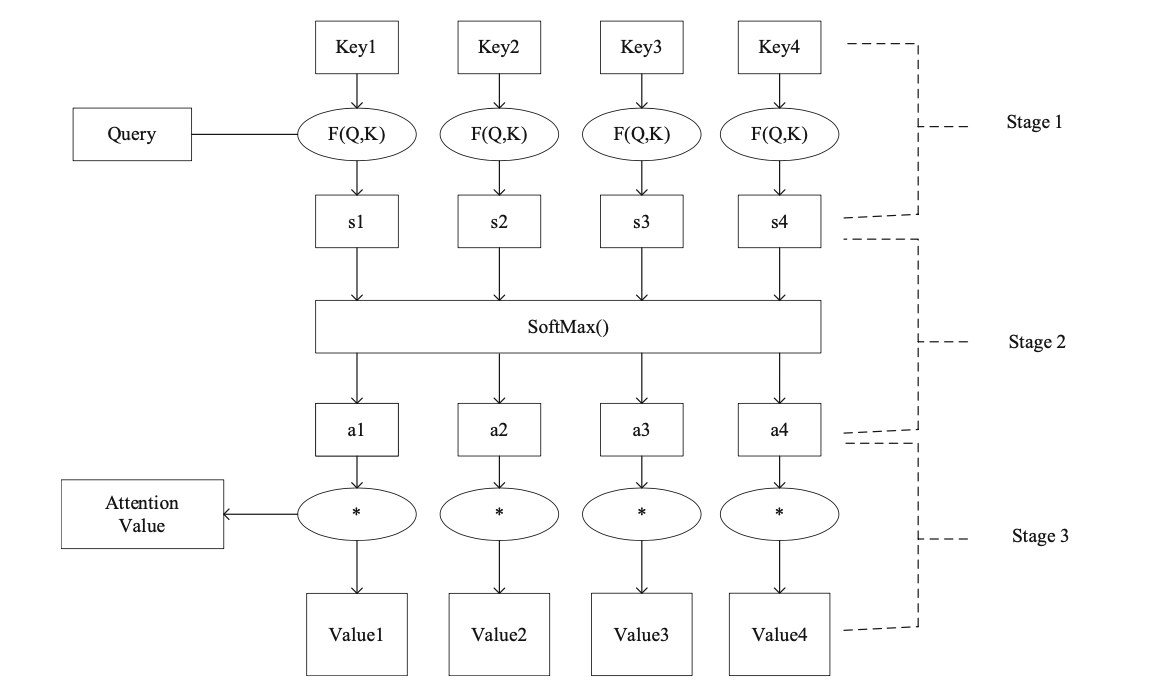 Key1
Key2
Key3
Key4
Query
F(Q,K)
F(Q,K)
F(Q,K)
F(Q,K)
Stage 1
s1
s2
s3
s4
SoftMax()
Stage 2
a1
a2
a3
a4
Attention
Value
*
*
*
*
Stage 3
Value1
Value2
Value3
Value4